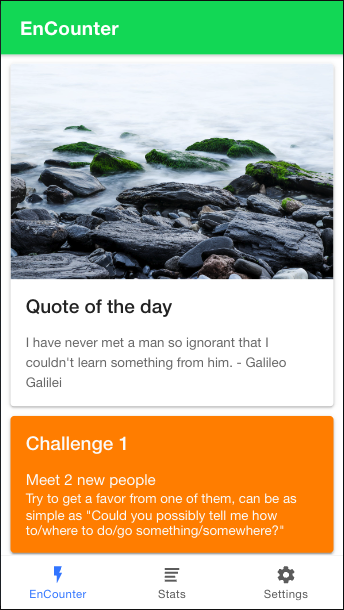 EnCounter
Quote of the day
I have never met a man so ignorant that I
couldn't learn something from him. - Galileo
Galilei
Challenge 1
Meet 2 new people
Try to get a favor from one of them, can be as
simple as "Could you possibly tell me how
to/where to do/go something/somewhere?"
EnCounter
Stats
Settings